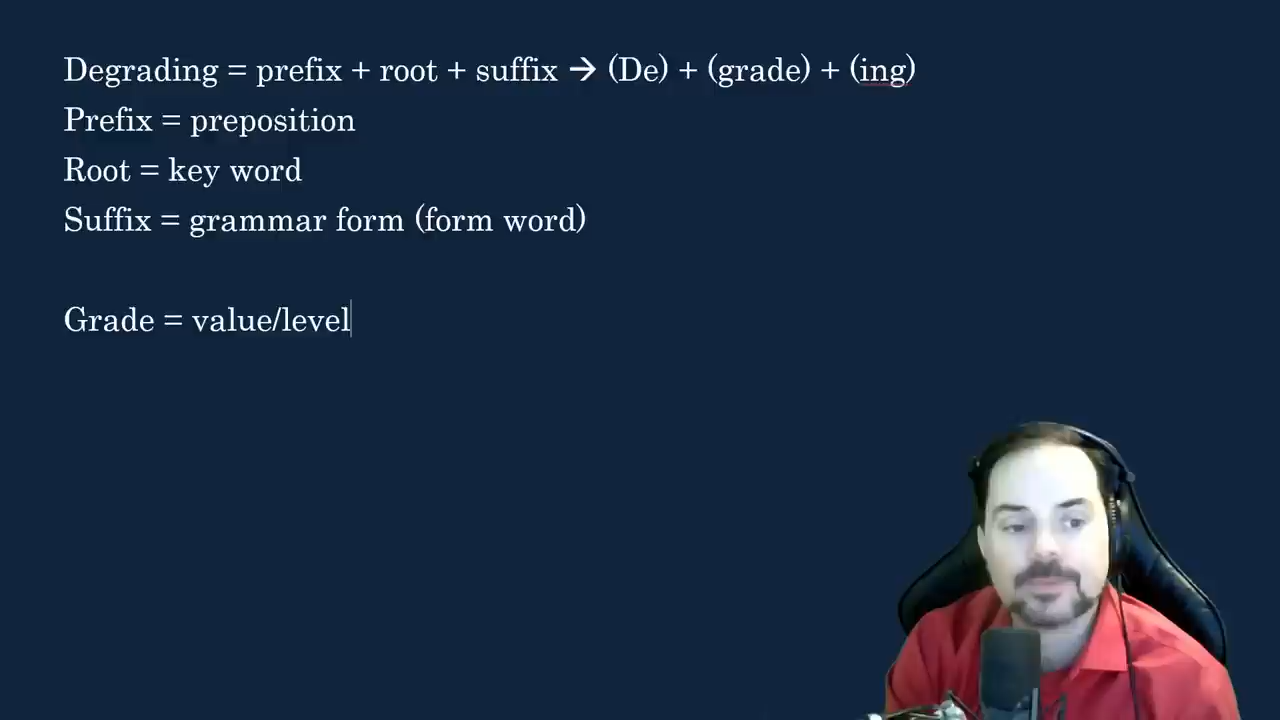 Degrading = prefix + root + suffix → (De) + (grade) + (ing)
Prefix = preposition
Root = key word
Suffix = grammar form (form word)
Grade = value/level